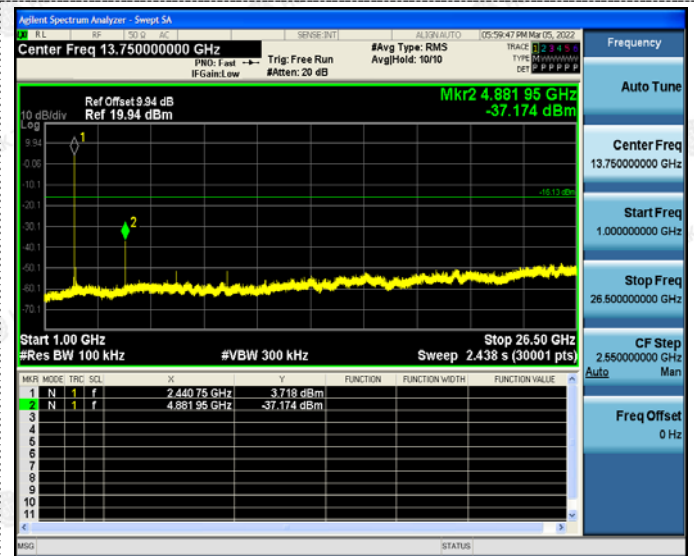 Agilent Spectrum Analyzer - Swept SA
RL RF 50 Ω AC SENSE:INT ALIGN AUTO 05:59:47 PM Mar 05, 2022
Center Freq 13.750000000 GHz
PNO: Fast
IFGain:Low
Trig: Free Run
#Atten: 20 dB
#Avg Type: RMS
Avg|Hold: 10/10
TRACE 1 2 3 4 5 6
TYPE M
DET P P P P P P
Mkr2 4.881 95 GHz
-37.174 dBm
Ref Offset 9.94 dB
10 dB/div Ref 19.94 dBm
Log
9.94
-0.06
-10.1
-20.1
-30.1
-40.1
-50.1
-60.1
-70.1
1
2
-16.13 dBm
Start 1.00 GHz Stop 26.50 GHz
#Res BW 100 kHz #VBW 300 kHz Sweep 2.438 s (30001 pts)
MKR MODE TRC SCL X Y FUNCTION FUNCTION WIDTH FUNCTION VALUE
1 N 1 f 2.440 75 GHz 3.718 dBm
2 N 1 f 4.881 95 GHz -37.174 dBm
3
4
5
6
7
8
9
10
11
MSG STATUS
Frequency
Auto Tune
Center Freq
13.750000000 GHz
Start Freq
1.000000000 GHz
Stop Freq
26.500000000 GHz
CF Step
2.550000000 GHz
Auto Man
Freq Offset
0 Hz